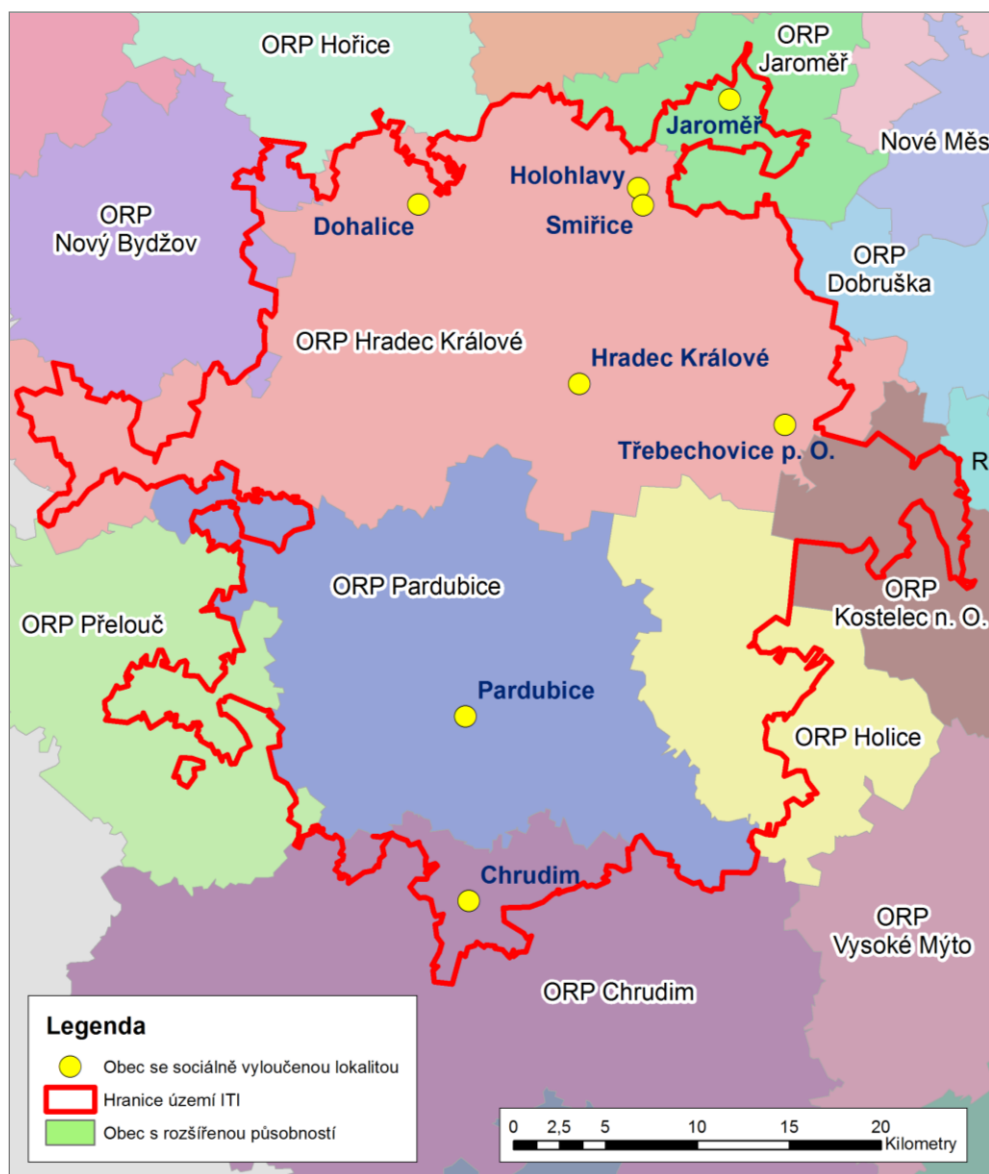 ORP Hořice
ORP
Jaroměř
Jaroměř
Nové Měs
Holohlavy
Smiřice
Dohalice
ORP
Nový Bydžov
ORP
Dobruška
ORP Hradec Králové
Hradec Králové
Třebechovice p. O.
R
ORP Pardubice
ORP
Kostelec n. O.
ORP Přelouč
Pardubice
ORP Holice
Chrudim
ORP
Vysoké Mýto
ORP Chrudim
Legenda
Obec se sociálně vyloučenou lokalitou
Hranice území ITI
Obec s rozšířenou působností
0 2,5 5 10 15 20
Kilometry